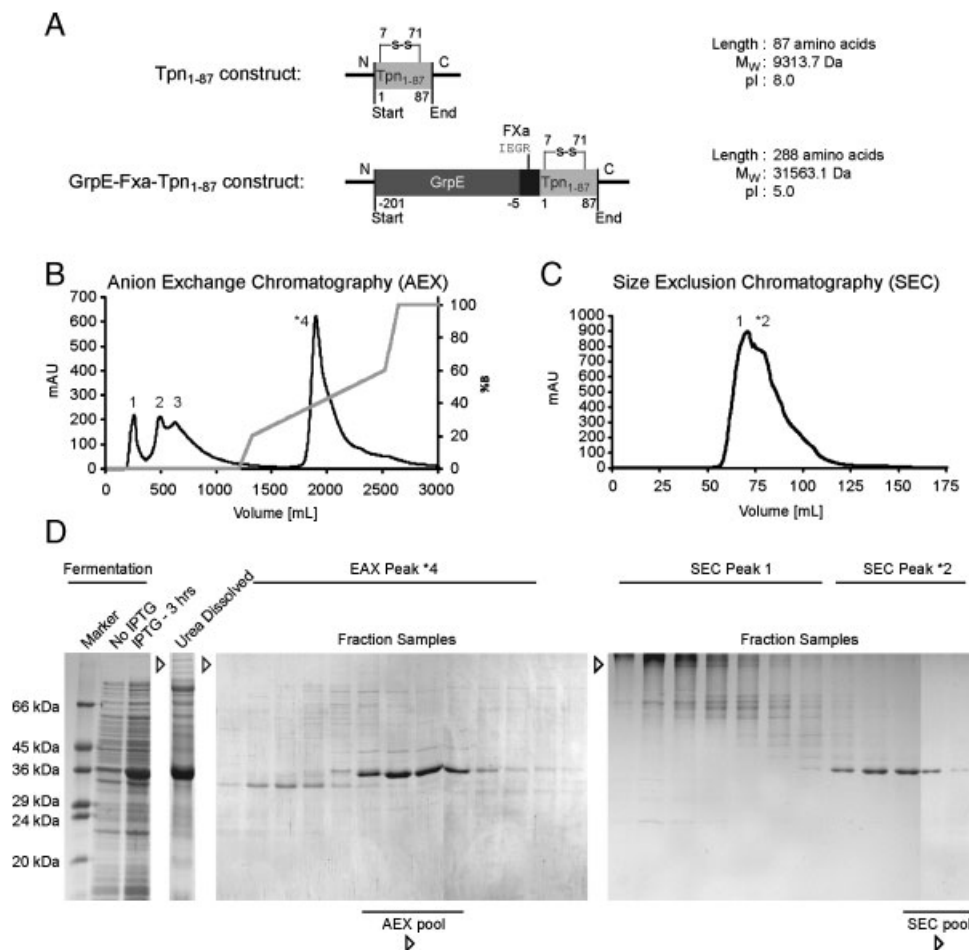 A
7 71
s-s
N C
Tpn1-87 construct: Tpn1-87
1 87
Start End
Length : 87 amino acids
Mw: 9313.7 Da
pI : 8.0
FXa
IEGR
7 71
s-s
N C
GrpE-Fxa-Tpn1-87 construct: GrpE Tpn1-87
-201 -5 1 87
Start End
Length : 288 amino acids
Mw: 31563.1 Da
pI : 5.0
B
Anion Exchange Chromatography (AEX)
700
600
500
400
300
200
100
0
mAU
1 2 3 *4
100
80
60
40
20
0
%B
0 500 1000 1500 2000 2500 3000
Volume [mL]
C
Size Exclusion Chromatography (SEC)
1000
900
800
700
600
500
400
300
200
100
0
mAU
1 *2
0 25 50 75 100 125 150 175
Volume [mL]
D
Fermentation
Marker
No IPTG
IPTG - 3 hrs
Urea Dissolved
EAX Peak *4
Fraction Samples
SEC Peak 1
SEC Peak *2
Fraction Samples
66 kDa
45 kDa
36 kDa
29 kDa
24 kDa
20 kDa
AEX pool
SEC pool